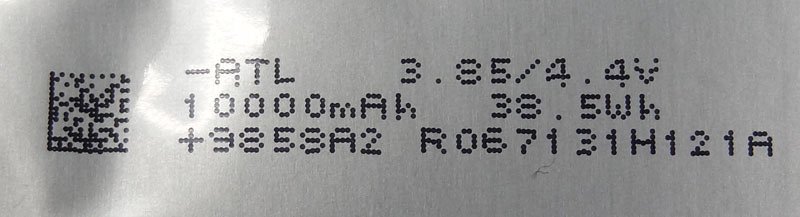 -ATL 3.85/4.4V
10000mAh 38.5Wh
+9858A2 R067131H121A